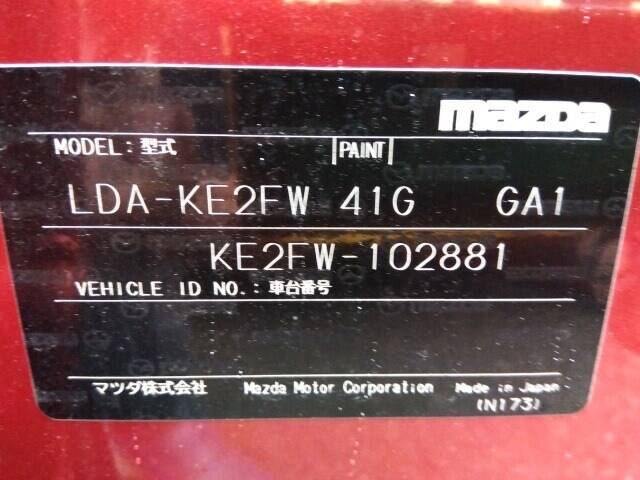 mazda
MODEL: 型式 |PAINT|
LDA-KE2FW 41G GA1
KE2FW-102881
VEHICLE ID NO.: 車台番号
マツダ株式会社 Mazda Motor Corporation Made in Japan
(N173)